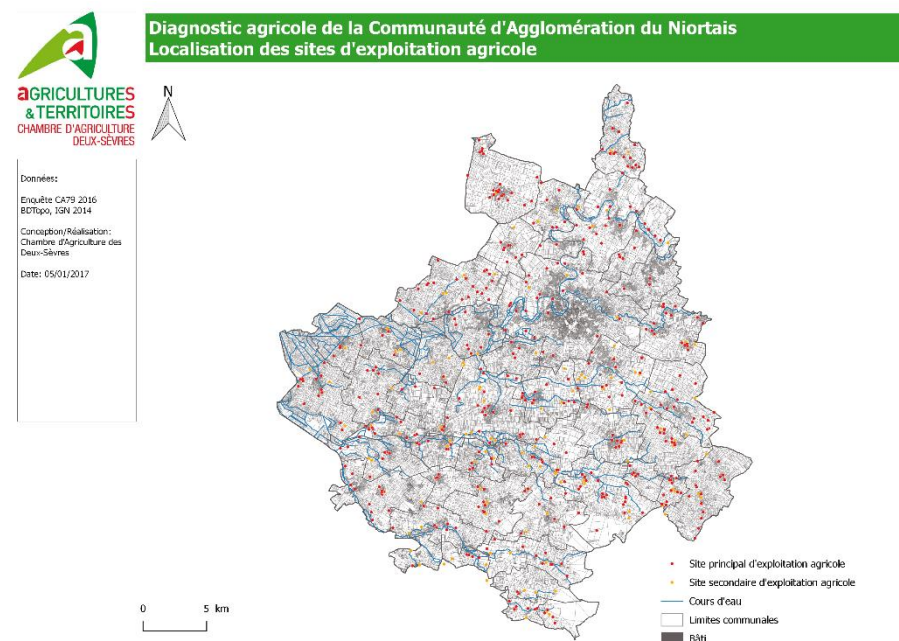 Diagnostic agricole de la Communauté d'Agglomération du Niortais
Localisation des sites d'exploitation agricole
aGRICULTURES
& TERRITOIRES
CHAMBRE D'AGRICULTURE
DEUX-SÈVRES
N
Données:
Enquête CA79 2016
BDTopo, IGN 2014
Conception/Réalisation:
Chambre d'Agriculture des
Deux-Sèvres
Date: 05/01/2017
Site principal d'exploitation agricole
Site secondaire d'exploitation agricole
Cours d'eau
Limites communales
Bâti
0 5 km